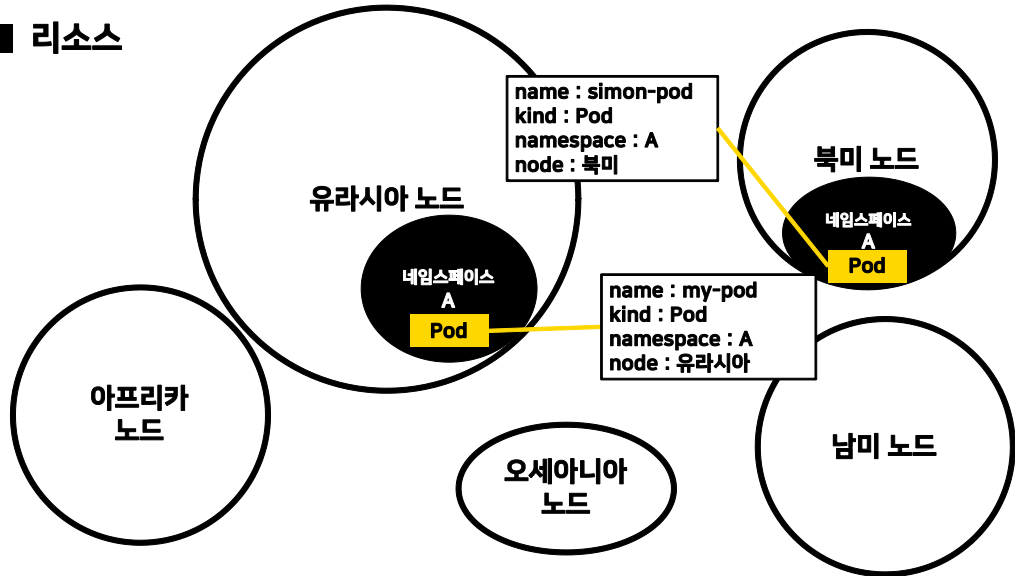 리소스
name : simon-pod
kind : Pod
namespace : A
node : 북미
북미 노드
네임스페이스
A
Pod
유라시아 노드
네임스페이스
A
Pod
name : my-pod
kind : Pod
namespace : A
node : 유라시아
아프리카
노드
오세아니아
노드
남미 노드